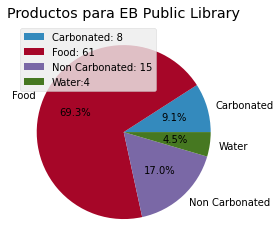 Productos para EB Public Library
Carbonated: 8
Food: 61
Non Carbonated: 15
Water:4
Food
69.3%
Carbonated
9.1%
4.5%
Water
17.0%
Non Carbonated